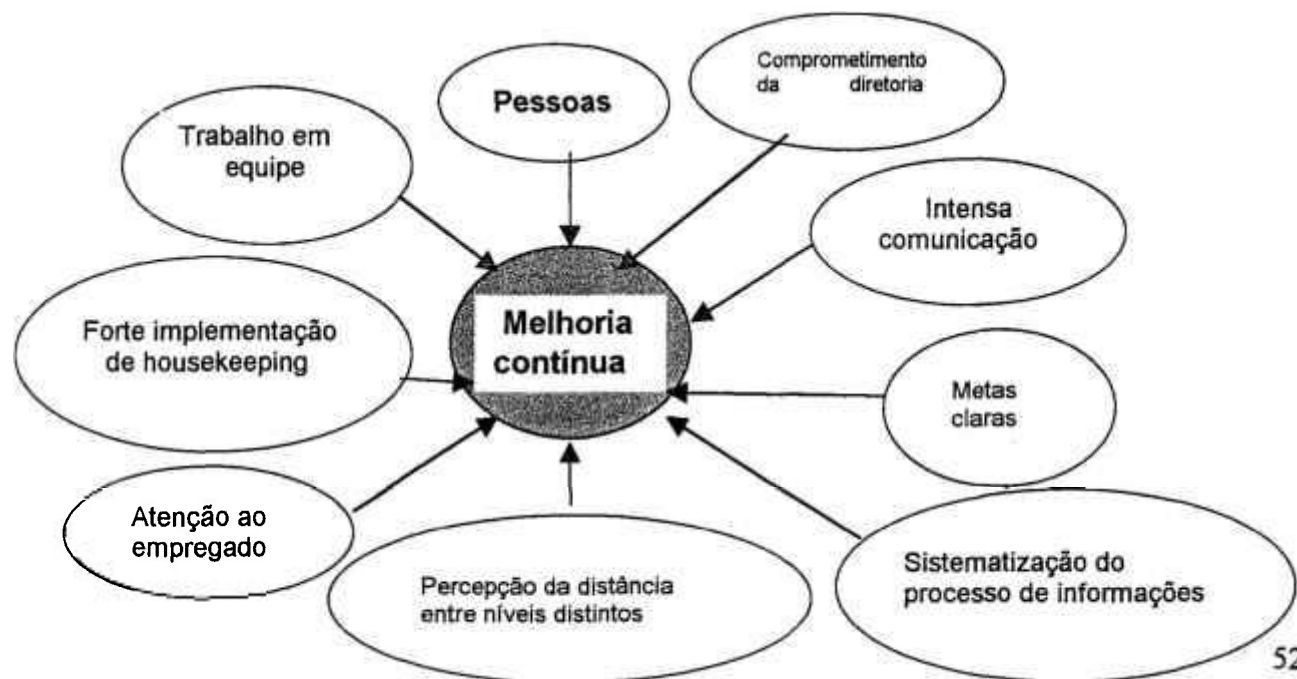 Pessoas
Comprometimento
da diretoria
Trabalho em
equipe
Intensa
comunicação
Forte implementação
de housekeeping
Melhoria
contínua
Metas
claras
Atenção ao
empregado
Percepção da distância
entre níveis distintos
Sistematização do
processo de informações
52